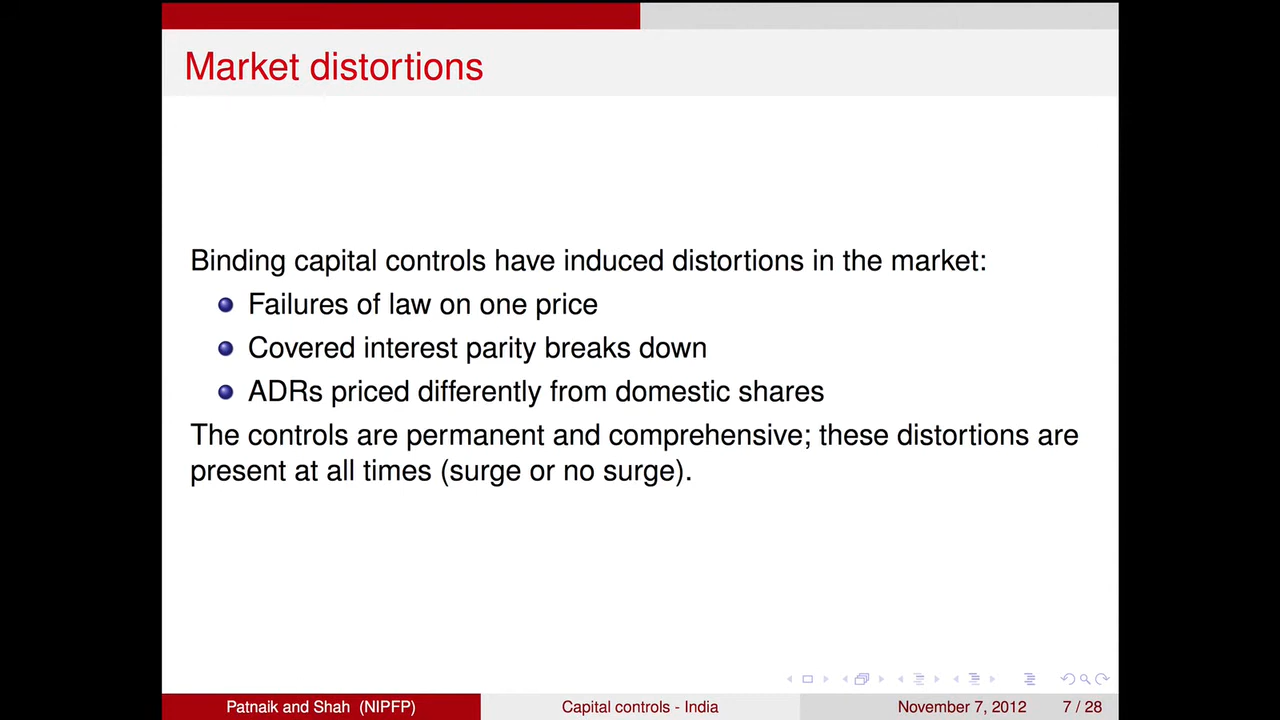 Market distortions
Binding capital controls have induced distortions in the market:
Failures of law on one price
Covered interest parity breaks down
ADRs priced differently from domestic shares
The controls are permanent and comprehensive; these distortions are
present at all times (surge or no surge).
Patnaik and Shah (NIPFP) Capital controls - India November 7, 2012 7 / 28